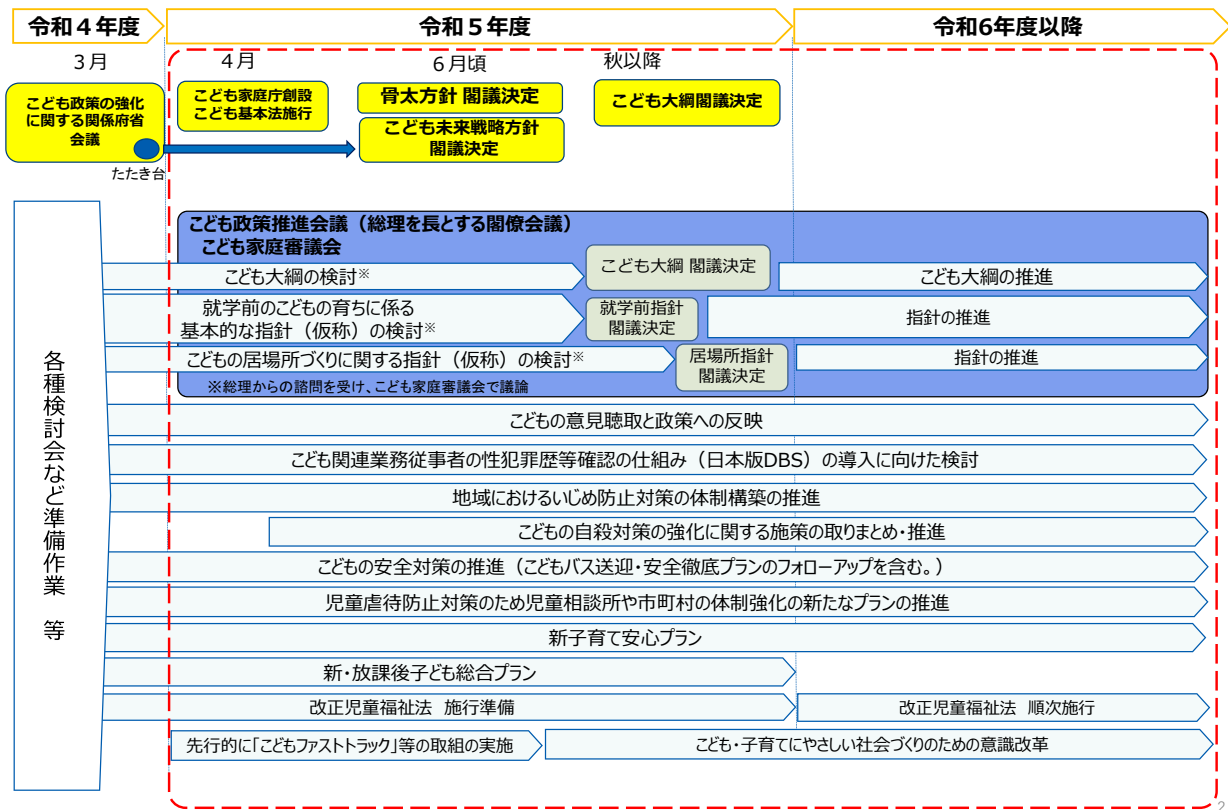 令和４年度
令和５年度
令和6年度以降
３月
４月
６月頃
秋以降
こども政策の強化
に関する関係府省
会議
たたき台
こども家庭庁創設
こども基本法施行
骨太方針 閣議決定
こども未来戦略方針
閣議決定
こども大綱閣議決定
各種検討会など準備作業　等
こども政策推進会議（総理を長とする閣僚会議）
こども家庭審議会
こども大綱の検討※
こども大綱 閣議決定
こども大綱の推進
就学前のこどもの育ちに係る
基本的な指針（仮称）の検討※
就学前指針
閣議決定
指針の推進
こどもの居場所づくりに関する指針（仮称）の検討※
居場所指針
閣議決定
指針の推進
※総理からの諮問を受け、こども家庭審議会で議論
こどもの意見聴取と政策への反映
こども関連業務従事者の性犯罪歴等確認の仕組み（日本版DBS）の導入に向けた検討
地域におけるいじめ防止対策の体制構築の推進
こどもの自殺対策の強化に関する施策の取りまとめ・推進
こどもの安全対策の推進（こどもバス送迎・安全徹底プランのフォローアップを含む。）
児童虐待防止対策のため児童相談所や市町村の体制強化の新たなプランの推進
新子育て安心プラン
新・放課後子ども総合プラン
改正児童福祉法　施行準備
改正児童福祉法　順次施行
先行的に「こどもファストトラック」等の取組の実施
こども・子育てにやさしい社会づくりのための意識改革
2